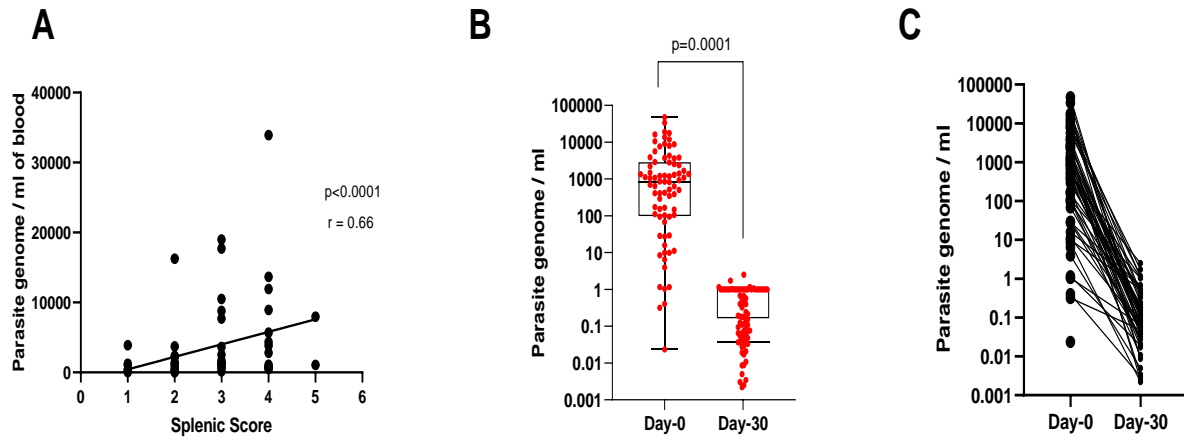 A
Parasite genome / ml of blood
40000
30000
20000
10000
0
0 1 2 3 4 5 6
Splenic Score
p<0.0001
r = 0.66
B
p=0.0001
Parasite genome / ml
100000
10000
1000
100
10
1
0.1
0.01
0.001
Day-0 Day-30
C
Parasite genome / ml
100000
10000
1000
100
10
1
0.1
0.01
0.001
Day-0 Day-30